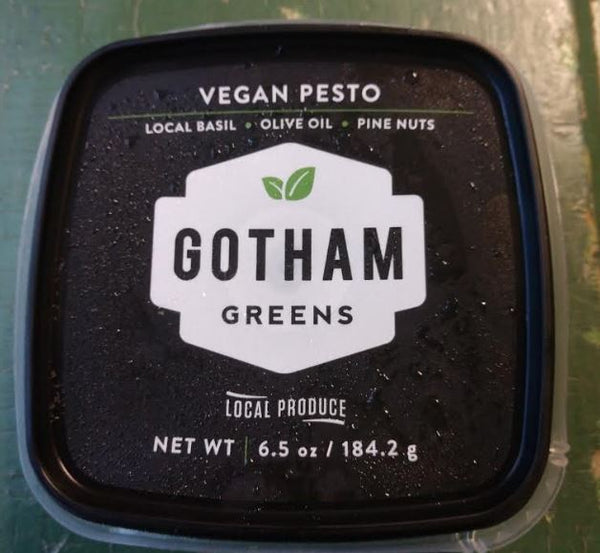 VEGAN PESTO
LOCAL BASIL • OLIVE OIL • PINE NUTS
GOTHAM
GREENS
LOCAL PRODUCE
NET WT | 6.5 oz / 184.2 g